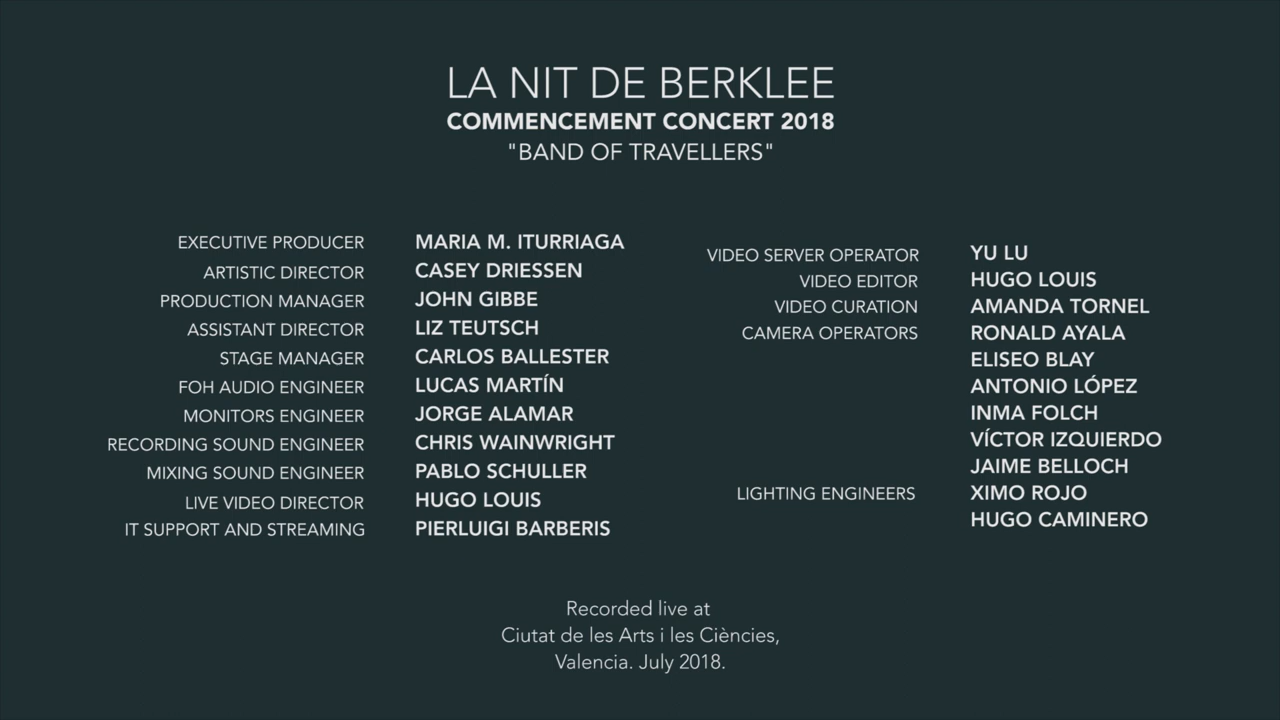 LA NIT DE BERKLEE
COMMENCEMENT CONCERT 2018
"BAND OF TRAVELLERS"
EXECUTIVE PRODUCER MARIA M. ITURRIAGA
ARTISTIC DIRECTOR CASEY DRIESSEN
PRODUCTION MANAGER JOHN GIBBE
ASSISTANT DIRECTOR LIZ TEUTSCH
STAGE MANAGER CARLOS BALLESTER
FOH AUDIO ENGINEER LUCAS MARTÍN
MONITORS ENGINEER JORGE ALAMAR
RECORDING SOUND ENGINEER CHRIS WAINWRIGHT
MIXING SOUND ENGINEER PABLO SCHULLER
LIVE VIDEO DIRECTOR HUGO LOUIS
IT SUPPORT AND STREAMING PIERLUIGI BARBERIS
VIDEO SERVER OPERATOR YU LU
VIDEO EDITOR HUGO LOUIS
VIDEO CURATION AMANDA TORNEL
CAMERA OPERATORS RONALD AYALA
ELISEO BLAY
ANTONIO LÓPEZ
INMA FOLCH
VÍCTOR IZQUIERDO
JAIME BELLOCH
LIGHTING ENGINEERS XIMO ROJO
HUGO CAMINERO
Recorded live at
Ciutat de les Arts i les Ciències,
Valencia. July 2018.